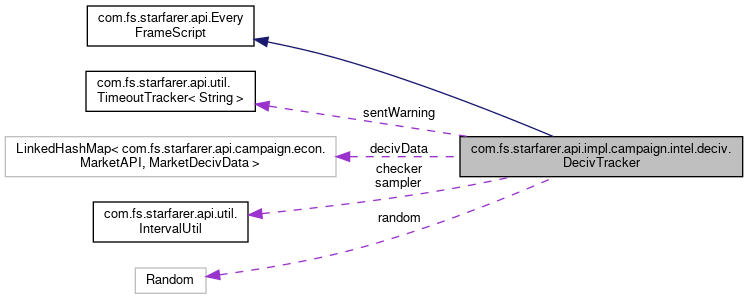 com.fs.starfarer.api.Every
FrameScript
com.fs.starfarer.api.util.
TimeoutTracker< String >
sentWarning
LinkedHashMap< com.fs.starfarer.api.campaign.econ.
MarketAPI, MarketDecivData >
decivData
com.fs.starfarer.api.impl.campaign.intel.deciv.
DecivTracker
checker
sampler
com.fs.starfarer.api.util.
IntervalUtil
random
Random